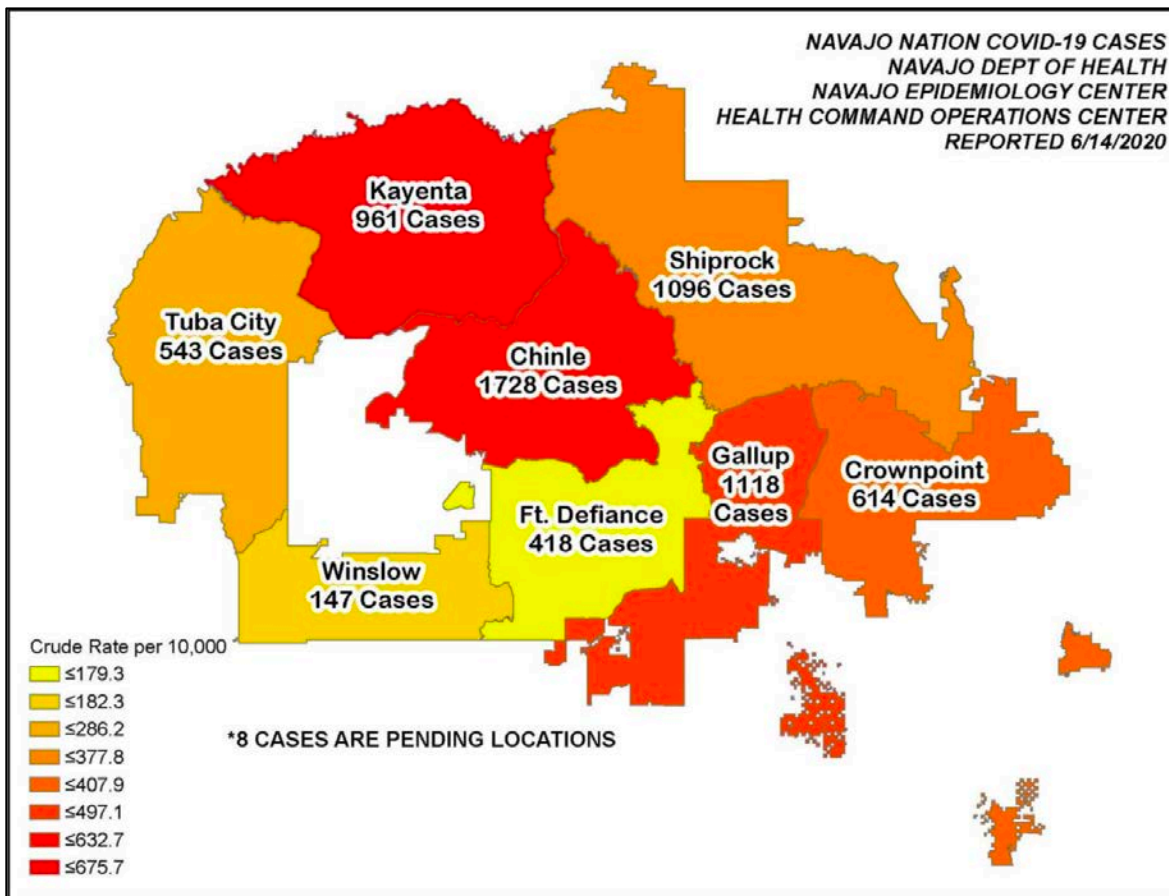 NAVAJO NATION COVID-19 CASES
NAVAJO DEPT OF HEALTH
NAVAJO EPIDEMIOLOGY CENTER
HEALTH COMMAND OPERATIONS CENTER
REPORTED 6/14/2020
Kayenta
961 Cases
Shiprock
1096 Cases
Tuba City
543 Cases
Chinle
1728 Cases
Gallup
1118
Cases
Crownpoint
614 Cases
Ft. Defiance
418 Cases
Winslow
147 Cases
Crude Rate per 10,000
≤179.3
≤182.3
≤286.2
≤377.8
≤407.9
≤497.1
≤632.7
≤675.7
*8 CASES ARE PENDING LOCATIONS